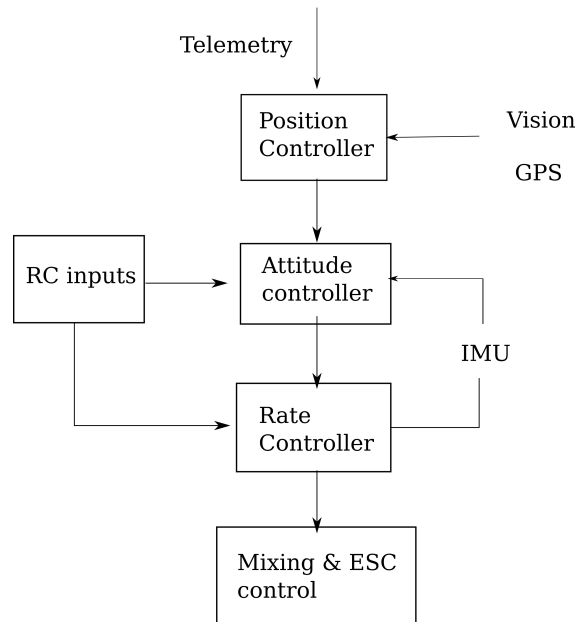 Telemetry
Position
Controller
Vision
GPS
RC inputs
Attitude
controller
IMU
Rate
Controller
Mixing & ESC
control